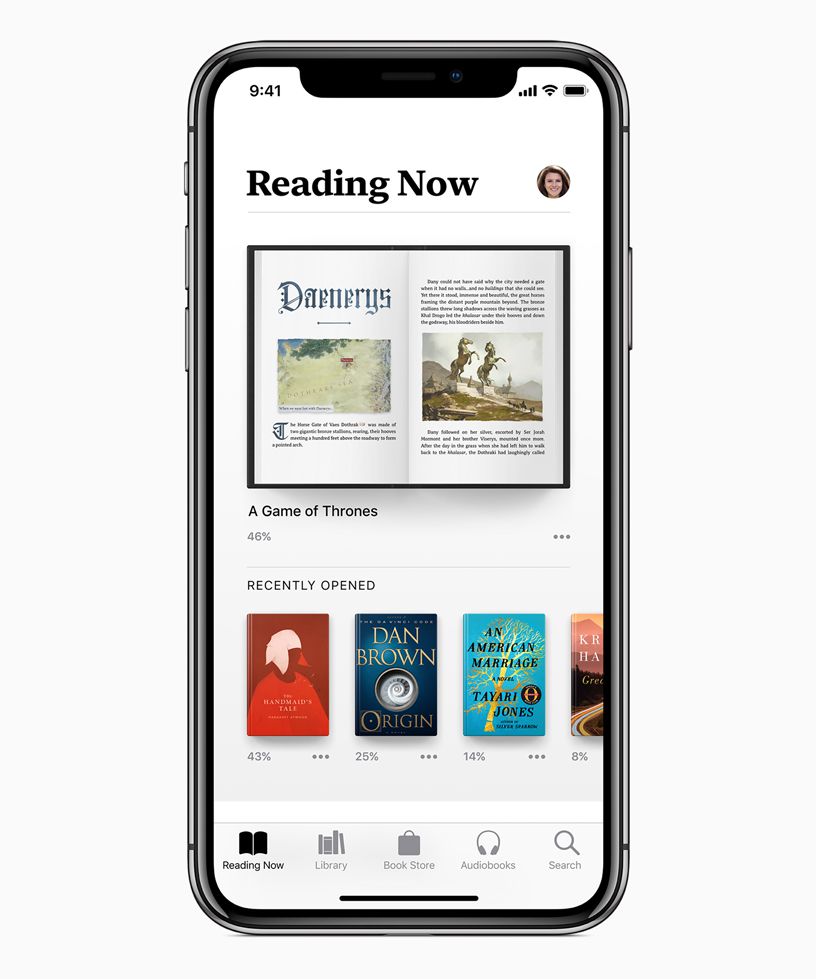 9:41
Reading Now
Daenerys
DOTHRAKI SEA
When we next met with Daenerys...
The Horse Gate of Vaes Dothrak was made of
two gigantic bronze stallions, rearing, their hooves
meeting a hundred feet above the roadway to form
a pointed arch.
Dany could not have said why the city needed a gate
when it had no walls...and no buildings that she could see.
Yet there it stood, immense and beautiful, the great horses
framing the distant purple mountain beyond. The bronze
stallions threw long shadows across the waving grasses as
Khal Drogo led the khalasar under their hooves and down
the godsway, his bloodriders beside him.
Dany followed on her silver, escorted by Ser Jorah
Mormont and her brother Viserys, mounted once more.
After the day in the grass when she had left him to walk
back to the khalasar, the Dothraki had laughingly called
A Game of Thrones
46%
RECENTLY OPENED
THE
HANDMAID'S
TALE
MARGARET ATWOOD
43%
THE DA VINCI CODE
DAN
BROWN
ORIGIN
A NOVEL
25%
AN
AMERICAN
MARRIAGE
A NOVEL
TAYARI
JONES
AUTHOR OF
SILVER SPARROW
14%
KR
HA
Grea
8%
Reading Now
Library
Book Store
Audiobooks
Search